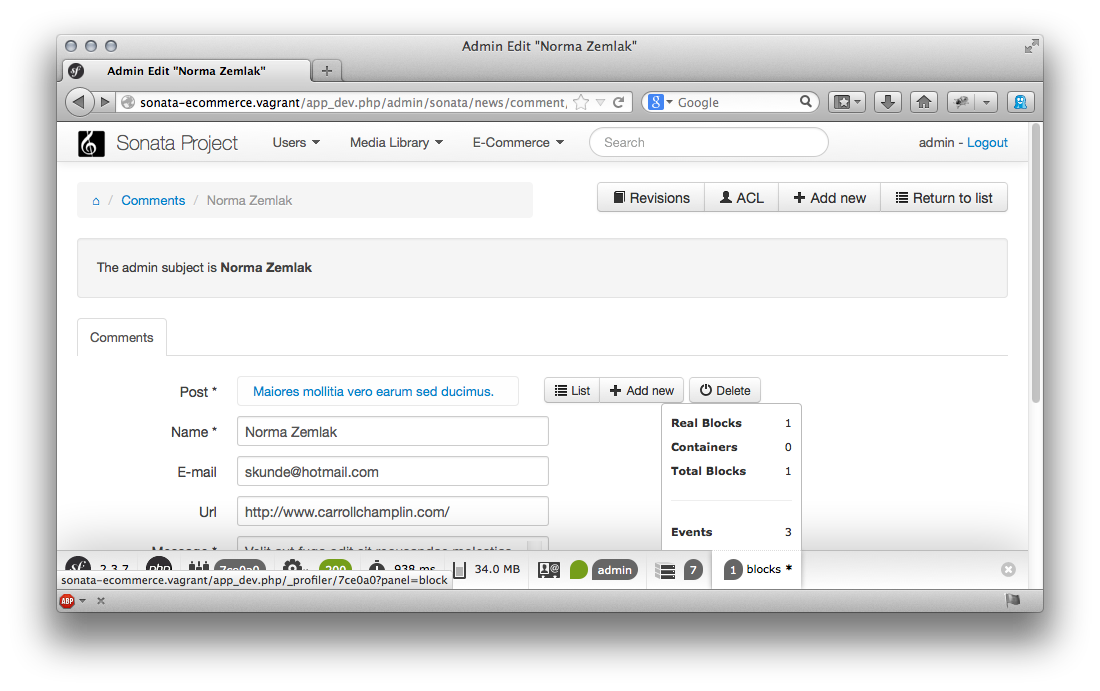 Admin Edit "Norma Zemlak"
Admin Edit "Norma Zemlak"
sonata-ecommerce.vagrant/app_dev.php/admin/sonata/news/comment, Google
Sonata Project Users Media Library E-Commerce Search admin - Logout
/ Comments / Norma Zemlak Revisions ACL Add new Return to list
The admin subject is Norma Zemlak
Comments
Post * Maiores mollitia vero earum sed ducimus. List Add new Delete
Real Blocks 1
Name * Norma Zemlak
Containers 0
E-mail skunde@hotmail.com
Total Blocks 1
Url http://www.carrollchamplin.com/
Events 3
Message *
2.3.7 php 7ce0a0 200 938 ms 34.0 MB admin 7 1 blocks *
sonata-ecommerce.vagrant/app_dev.php/_profiler/7ce0a0?panel=block
ABP